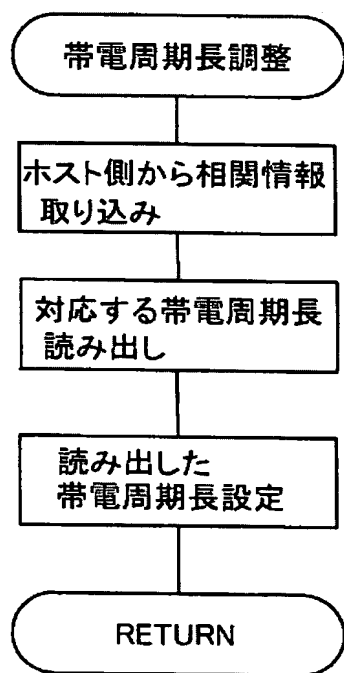 帯電周期長調整
ホスト側から相関情報
取り込み
対応する帯電周期長
読み出し
読み出した
帯電周期長設定
RETURN